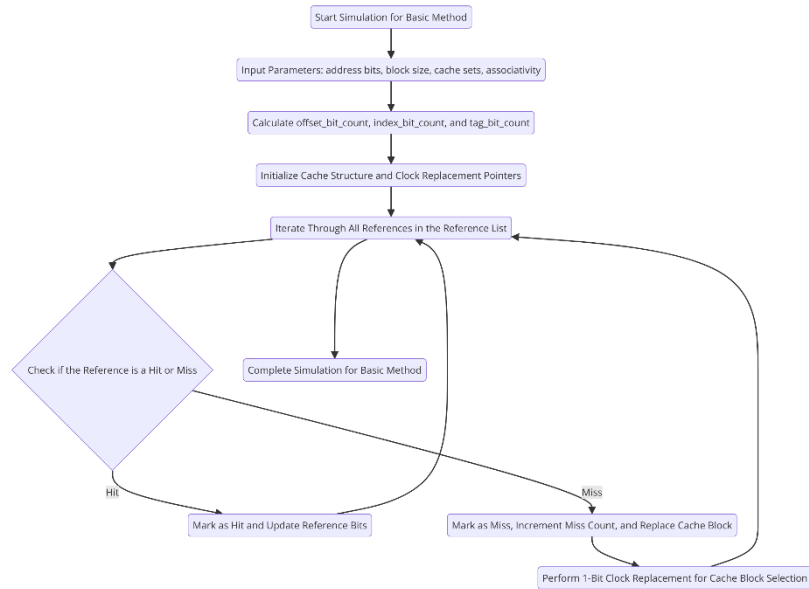 Start Simulation for Basic Method
Input Parameters: address bits, block size, cache sets, associativity
Calculate offset_bit_count, index_bit_count, and tag_bit_count
Initialize Cache Structure and Clock Replacement Pointers
Iterate Through All References in the Reference List
Check if the Reference is a Hit or Miss
Complete Simulation for Basic Method
Hit
Miss
Mark as Hit and Update Reference Bits
Mark as Miss, Increment Miss Count, and Replace Cache Block
Perform 1-Bit Clock Replacement for Cache Block Selection